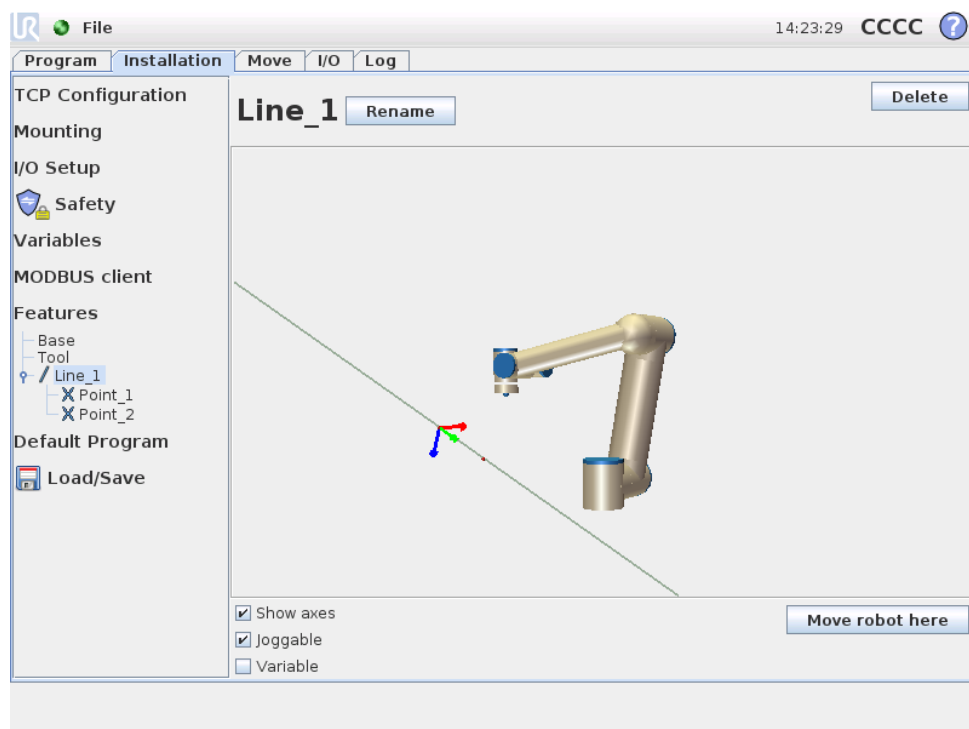 UR File 14:23:29 CCCC ?
Program Installation Move I/O Log
TCP Configuration
Mounting
I/O Setup
Safety
Variables
MODBUS client
Features
Base
Tool
Line_1
Point_1
Point_2
Default Program
Load/Save
Line_1 Rename Delete
Show axes
Joggable
Variable
Move robot here